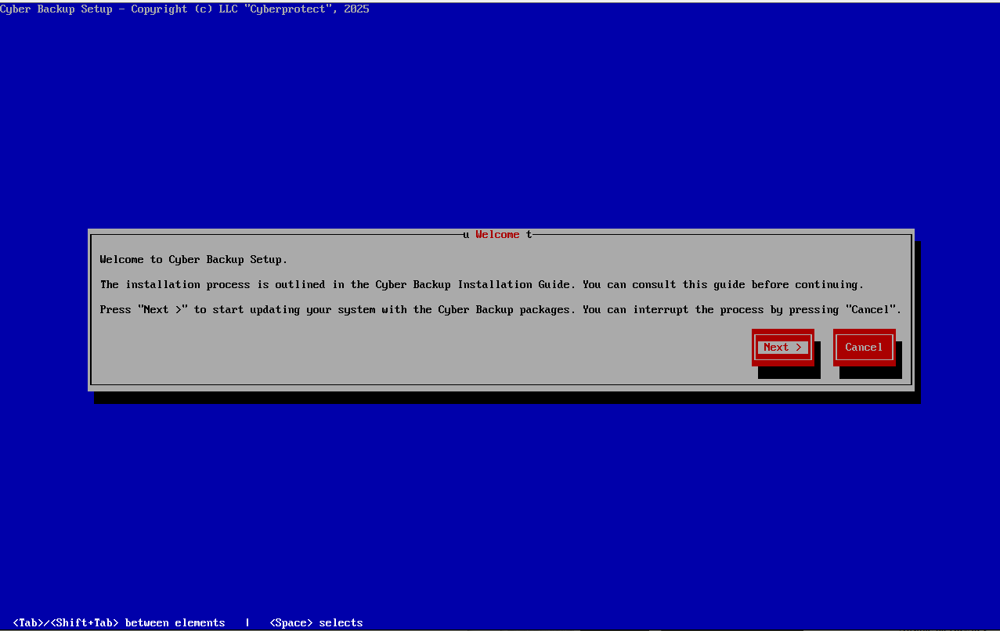 Cyber Backup Setup - Copyright (c) LLC "Cyberprotect", 2025
u Welcome t
Welcome to Cyber Backup Setup.
The installation process is outlined in the Cyber Backup Installation Guide. You can consult this guide before continuing.
Press "Next >" to start updating your system with the Cyber Backup packages. You can interrupt the process by pressing "Cancel".
Next > Cancel
<Tab>/<Shift+Tab> between elements | <Space> selects